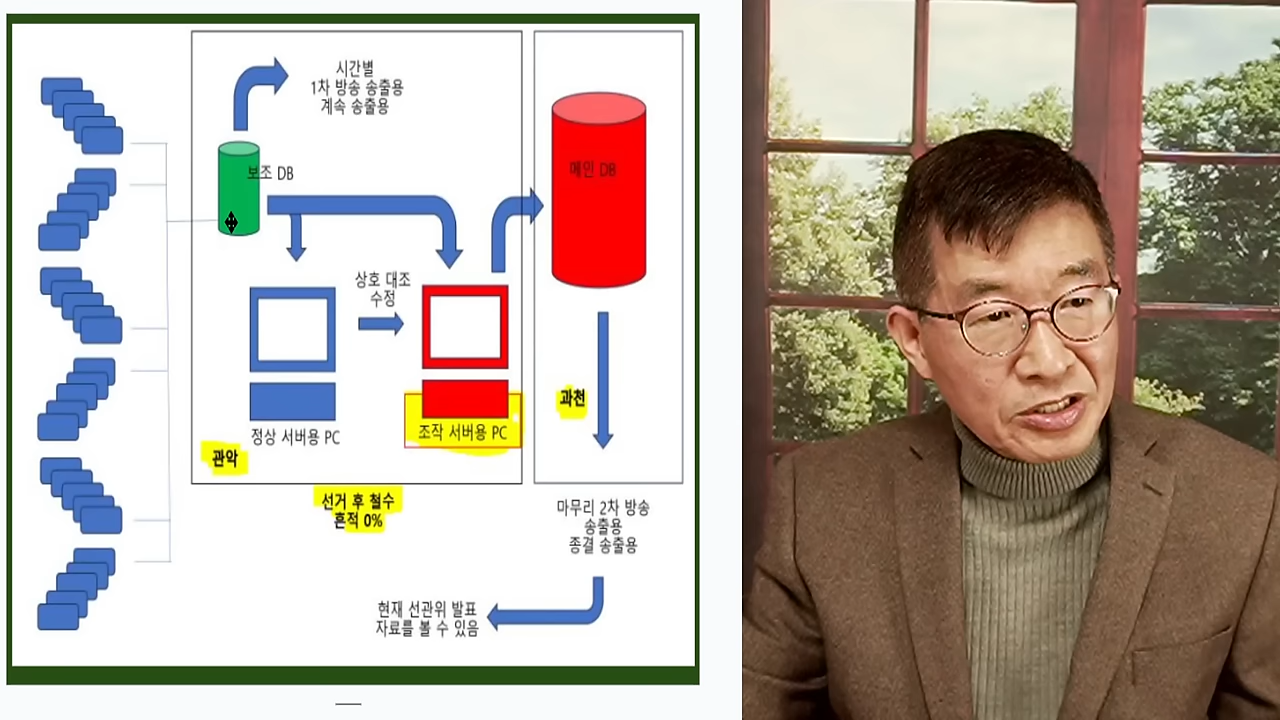 시간별
1차 방송 송출용
계속 송출용
보조 DB
메인 DB
상호 대조
수정
정상 서버용 PC
조작 서버용 PC
관악
과천
선거 후 철수
흔적 0%
마무리 2차 방송
송출용
종결 송출용
현재 선관위 발표
자료를 볼 수 있음